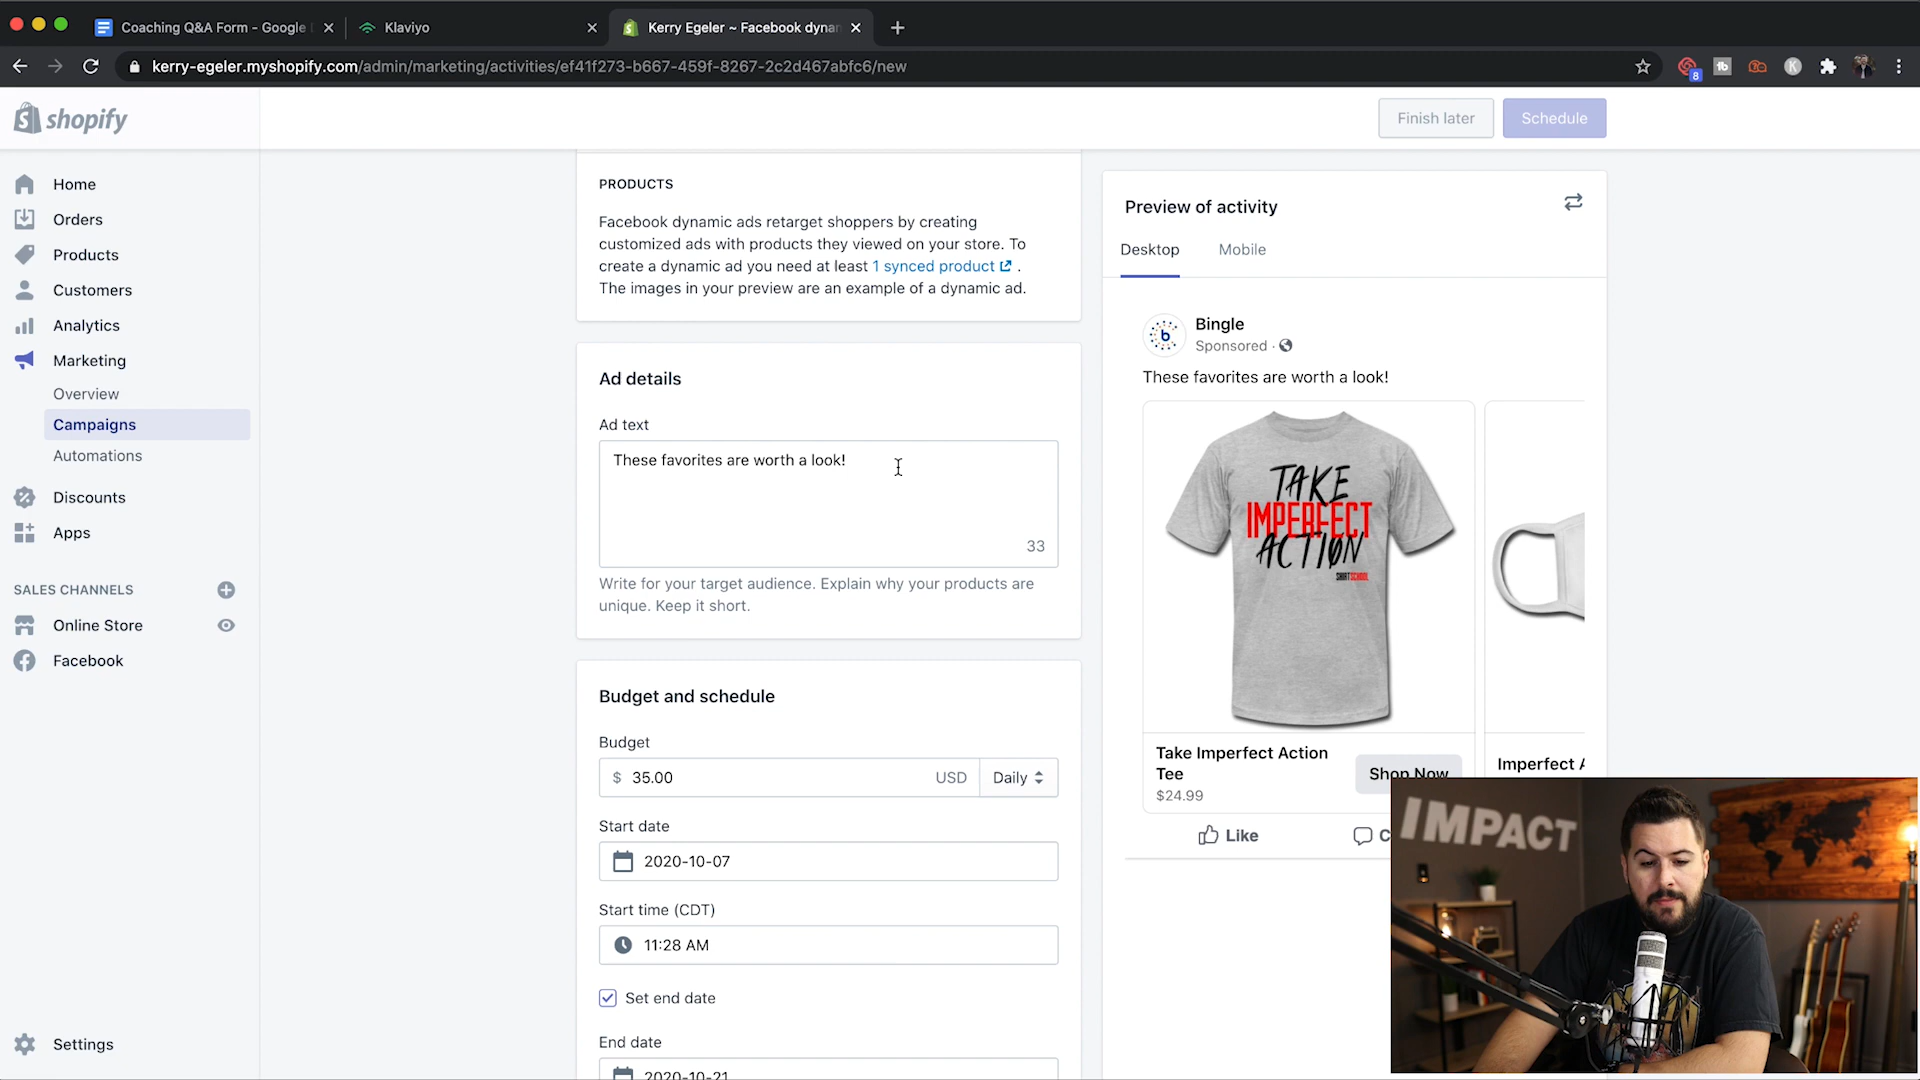 Coaching Q&A Form - Google
Klaviyo
Kerry Egeler ~ Facebook dynam
kerry-egeler.myshopify.com/admin/marketing/activities/ef41f273-b667-459f-8267-2c2d467abfc6/new
8
tb
K
shopify
Finish later
Schedule
Home
Orders
Products
Customers
Analytics
Marketing
Overview
Campaigns
Automations
Discounts
Apps
SALES CHANNELS
Online Store
Facebook
Settings
PRODUCTS
Facebook dynamic ads retarget shoppers by creating
customized ads with products they viewed on your store. To
create a dynamic ad you need at least 1 synced product .
The images in your preview are an example of a dynamic ad.
Ad details
Ad text
These favorites are worth a look!
33
Write for your target audience. Explain why your products are
unique. Keep it short.
Budget and schedule
Budget
$ 35.00 USD Daily
Start date
2020-10-07
Start time (CDT)
11:28 AM
Set end date
End date
2020-10-21
Preview of activity
Desktop
Mobile
b
Bingle
Sponsored ·
These favorites are worth a look!
TAKE
IMPERFECT
ACTION
SHIRTSCHOOL
Take Imperfect Action
Tee
$24.99
Shop Now
Imperfect A
Like
C
IMPACT